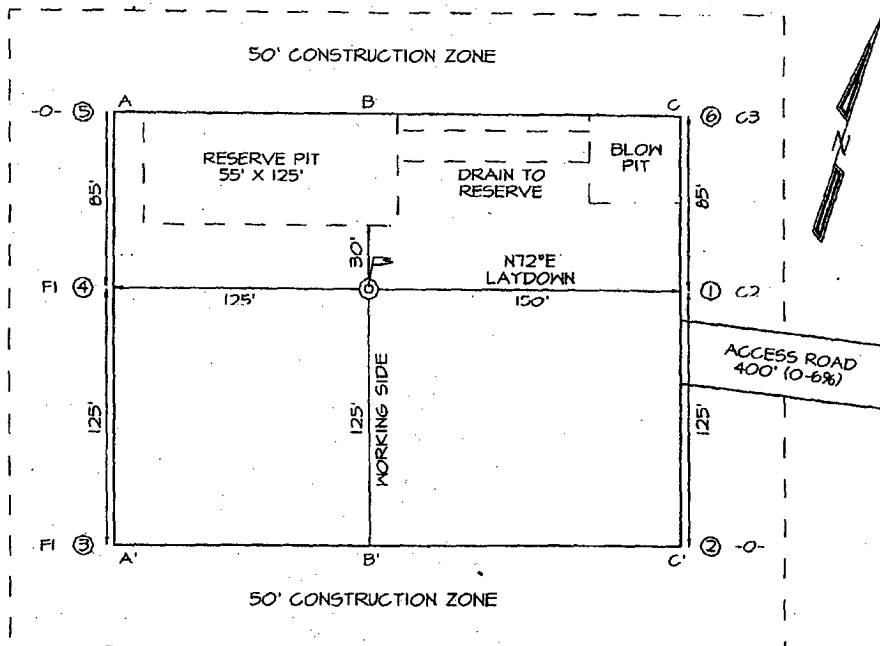 50' CONSTRUCTION ZONE
-0- ⑤ A B C ⑥ C3
RESERVE PIT
55' X 125'
DRAIN TO
RESERVE
BLOW
PIT
85'
85'
N
30'
N72°E
LAYDOWN
F1 ④ 125' 150' ① C2
ACCESS ROAD
400' (0-6%)
125'
125'
WORKING SIDE
125'
F1 ③ A' B' C' ② -0-
50' CONSTRUCTION ZONE